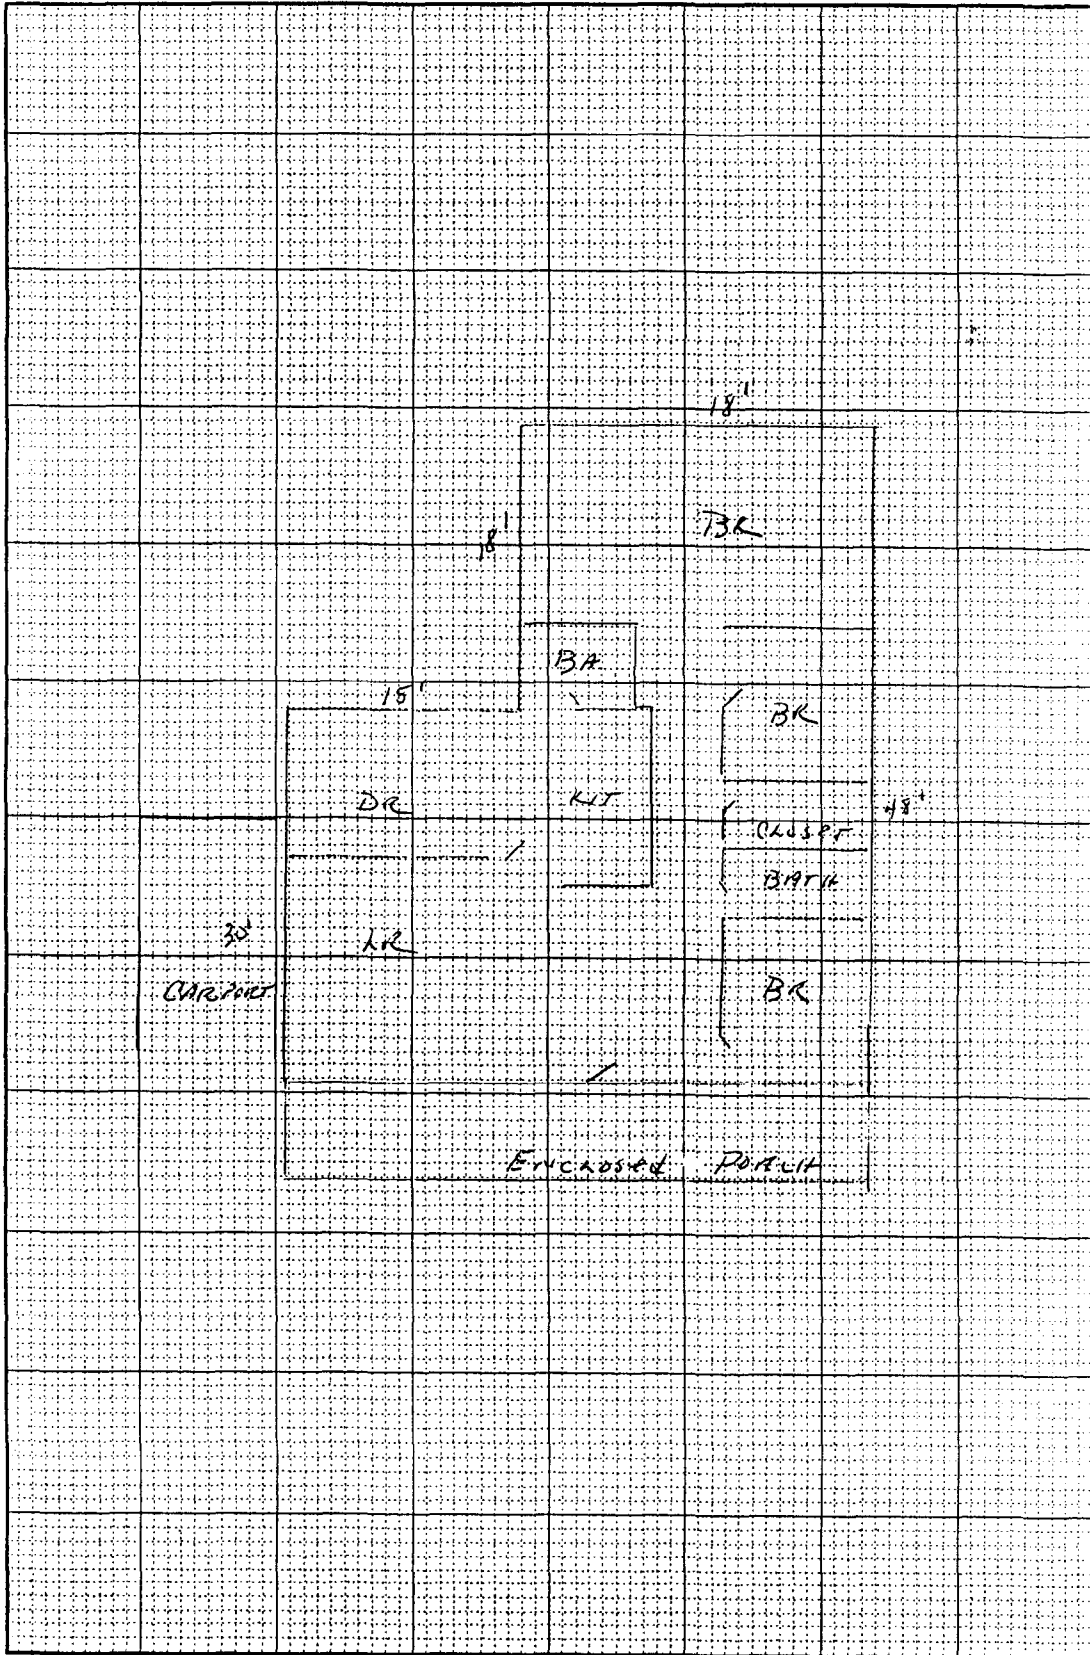 18'
BR
18'
BA
15'
BR
DR
KIT
48'
CLOSET
BATH
30'
LR
CARPORT
BR
ENCLOSED PORCH